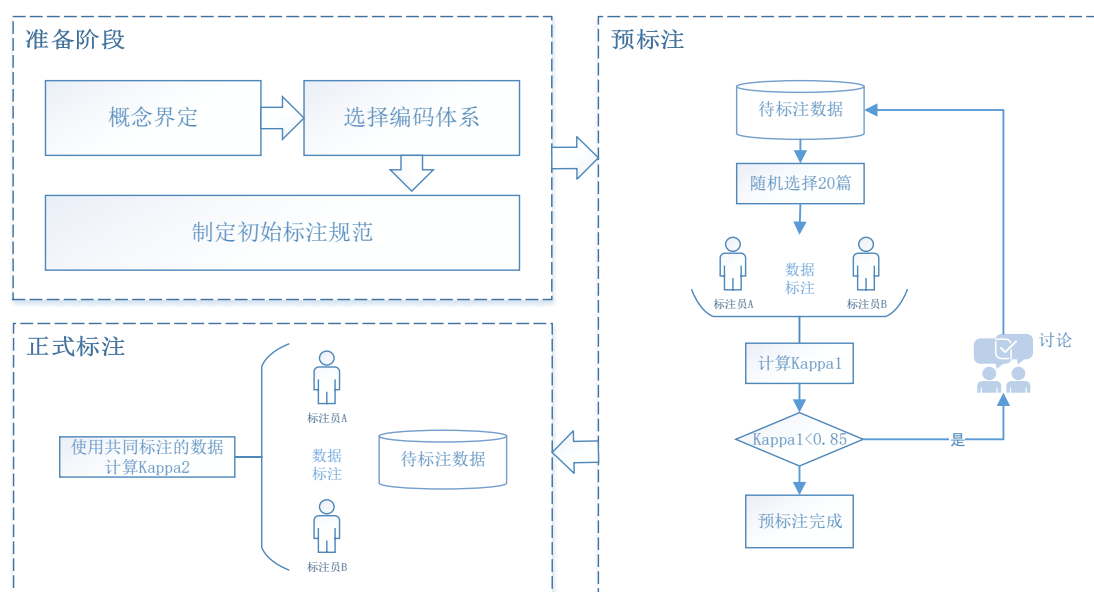 准备阶段
概念界定
选择编码体系
制定初始标注规范
预标注
待标注数据
随机选择20篇
数据
标注
标注员A
标注员B
计算Kappa1
讨论
Kappa1<0.85
是
预标注完成
正式标注
标注员A
使用共同标注的数据
计算Kappa2
数据
标注
待标注数据
标注员B